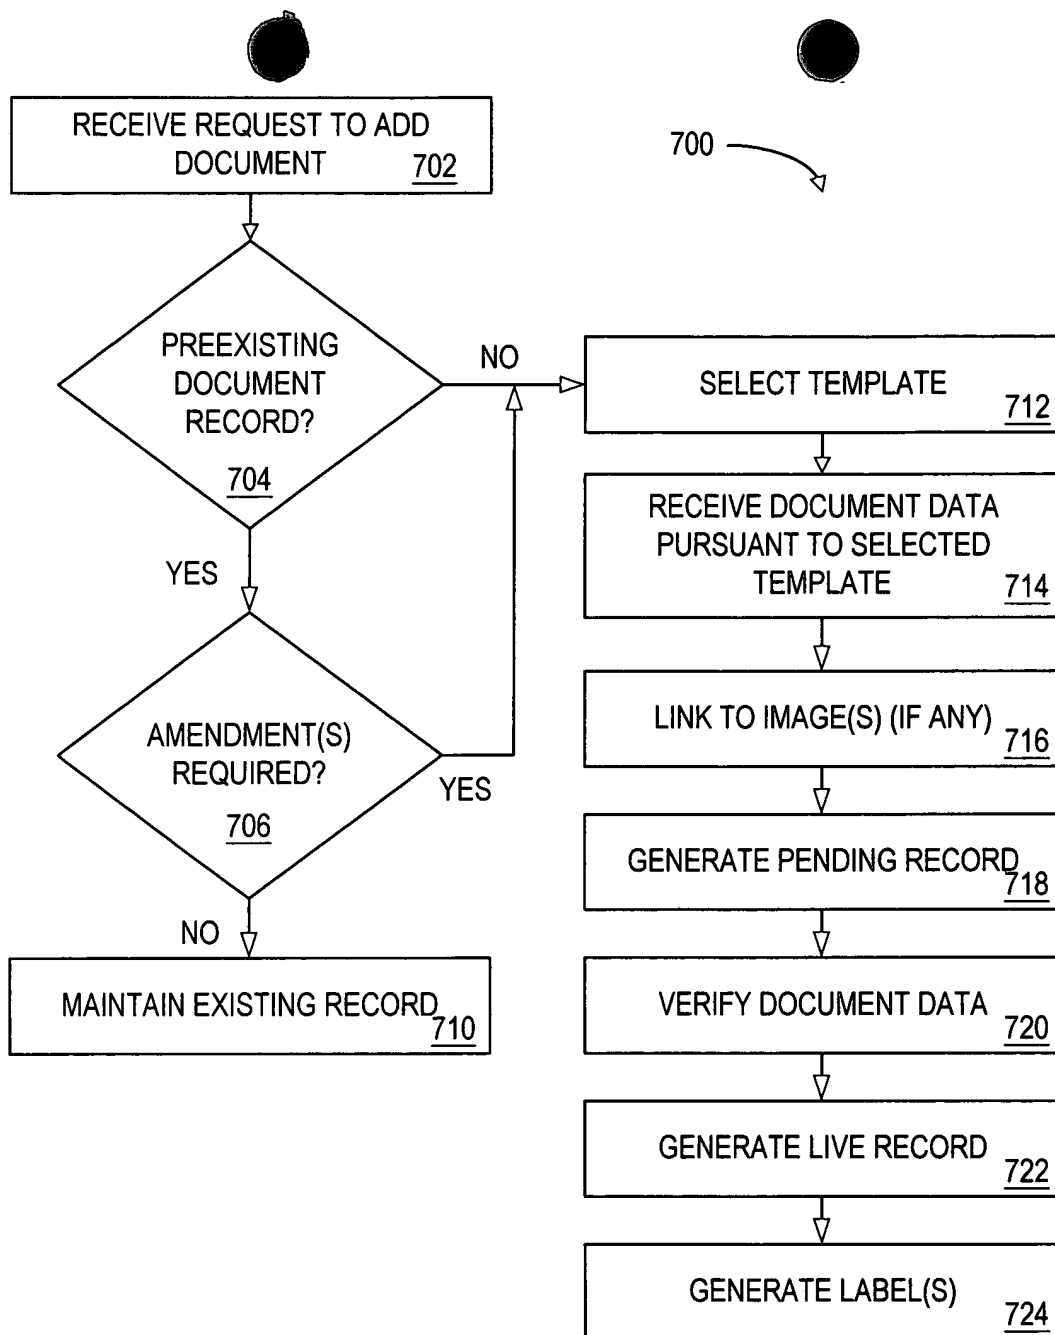 RECEIVE REQUEST TO ADD
DOCUMENT
702
700
PREEXISTING
DOCUMENT
RECORD?
704
NO
YES
AMENDMENT(S)
REQUIRED?
706
YES
NO
MAINTAIN EXISTING RECORD
710
SELECT TEMPLATE
712
RECEIVE DOCUMENT DATA
PURSUANT TO SELECTED
TEMPLATE
714
LINK TO IMAGE(S) (IF ANY)
716
GENERATE PENDING RECORD
718
VERIFY DOCUMENT DATA
720
GENERATE LIVE RECORD
722
GENERATE LABEL(S)
724